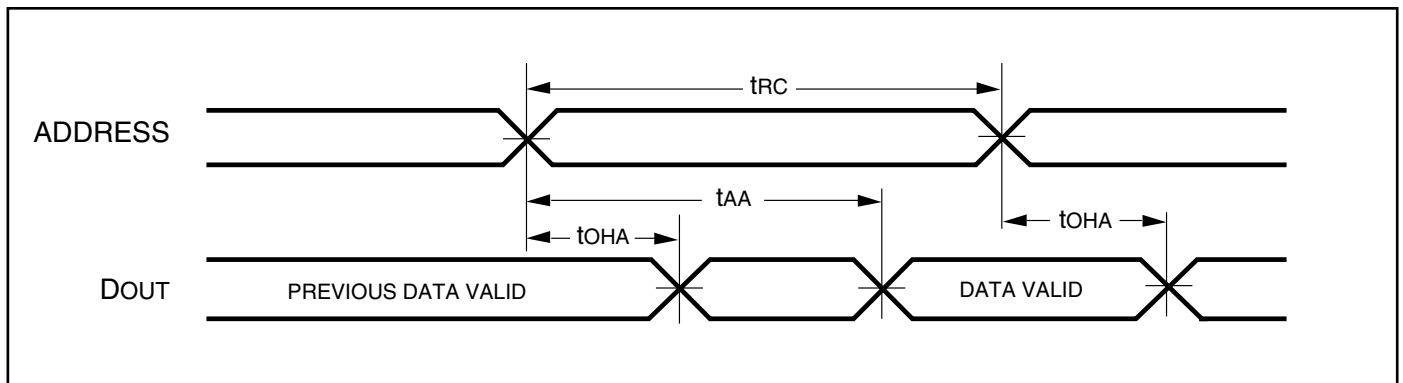 tRC
ADDRESS
tAA
tOHA
tOHA
DOUT
PREVIOUS DATA VALID
DATA VALID